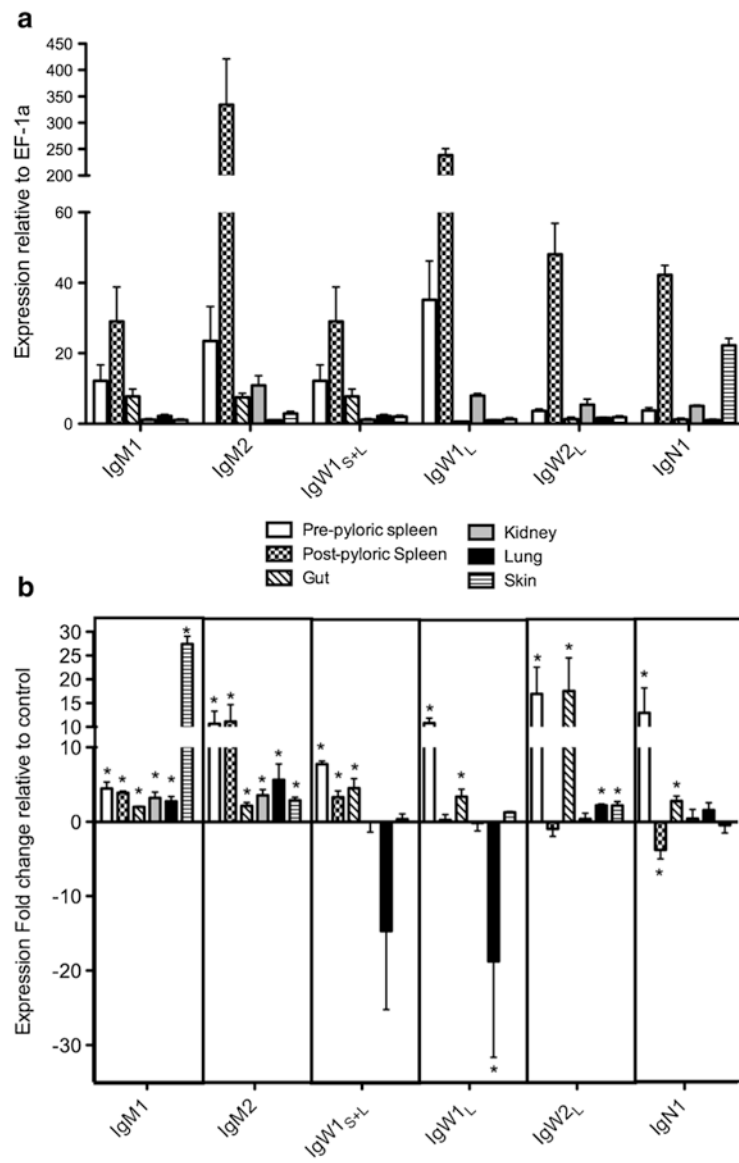 a
Expression relative to EF-1a
450
400
350
300
250
200
60
40
20
0
IgM1 IgM2 IgW1S+L IgW1L IgW2L IgN1
Pre-pyloric spleen Kidney
Post-pyloric Spleen Lung
Gut Skin
b
Expression Fold change relative to control
30
25
20
15
10
10
0
-10
-20
-30
* * * * * *
* * * * * *
* * *
* * *
* * * *
* * *
IgM1 IgM2 IgW1S+L IgW1L IgW2L IgN1